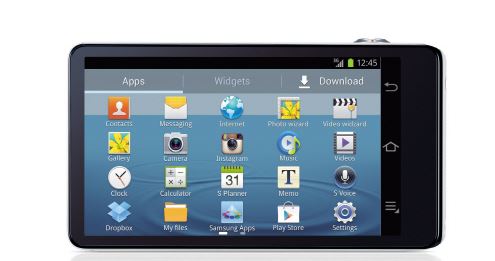 3G 12:45
Apps Widgets Download
Contacts Messaging Internet Photo wizard Video wizard
Gallery Camera Instagram Music Videos
Clock Calculator 31 S Planner T Memo S Voice
Dropbox My files Samsung Apps Play Store Settings